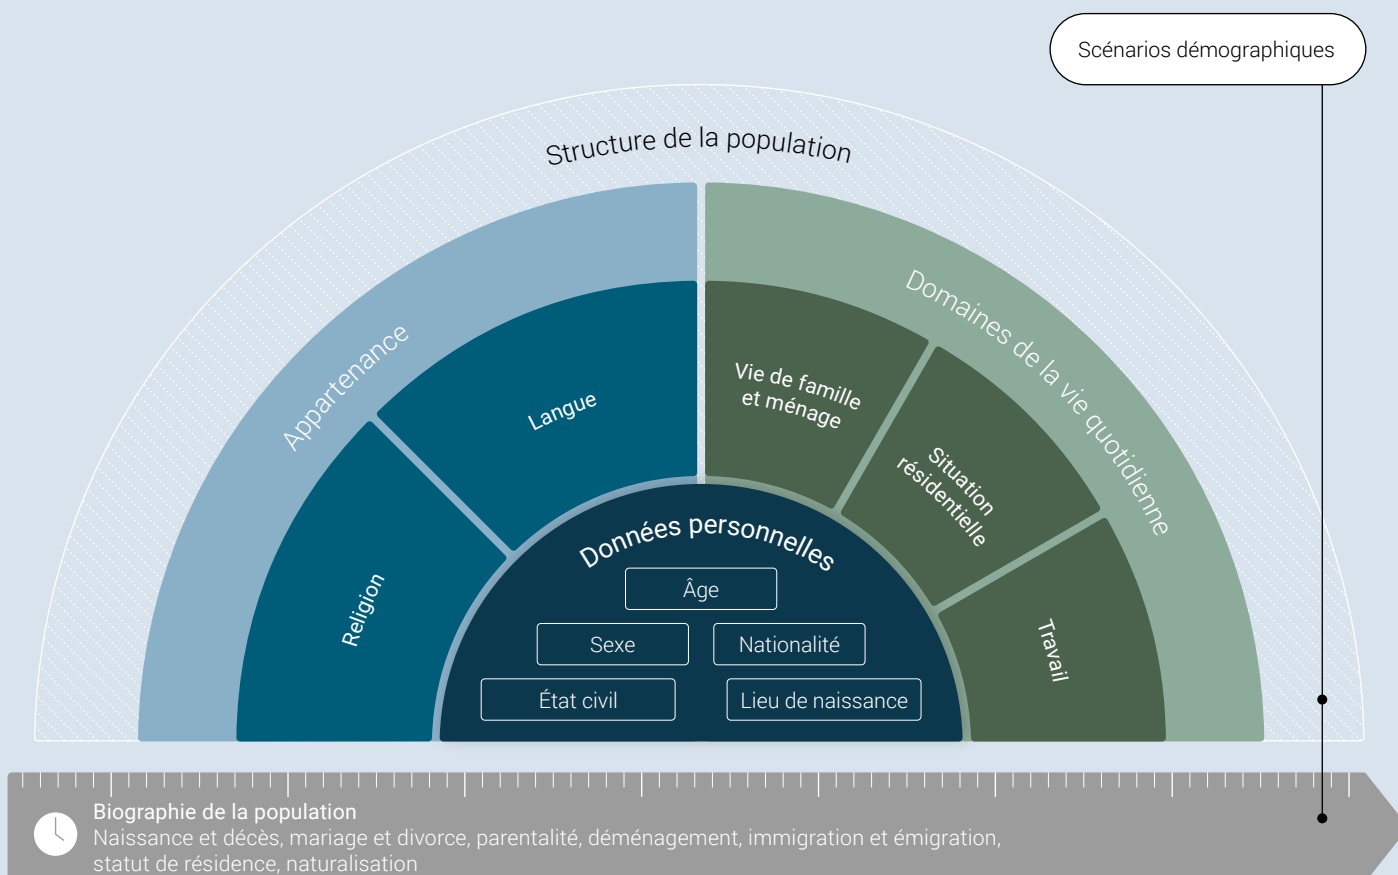 Scénarios démographiques
Structure de la population
Appartenance
Domaines de la vie quotidienne
Langue
Religion
Vie de famille
et ménage
Situation
résidentielle
Travail
Données personnelles
Âge
Sexe
Nationalité
État civil
Lieu de naissance
Biographie de la population
Naissance et décès, mariage et divorce, parentalité, déménagement, immigration et émigration,
statut de résidence, naturalisation